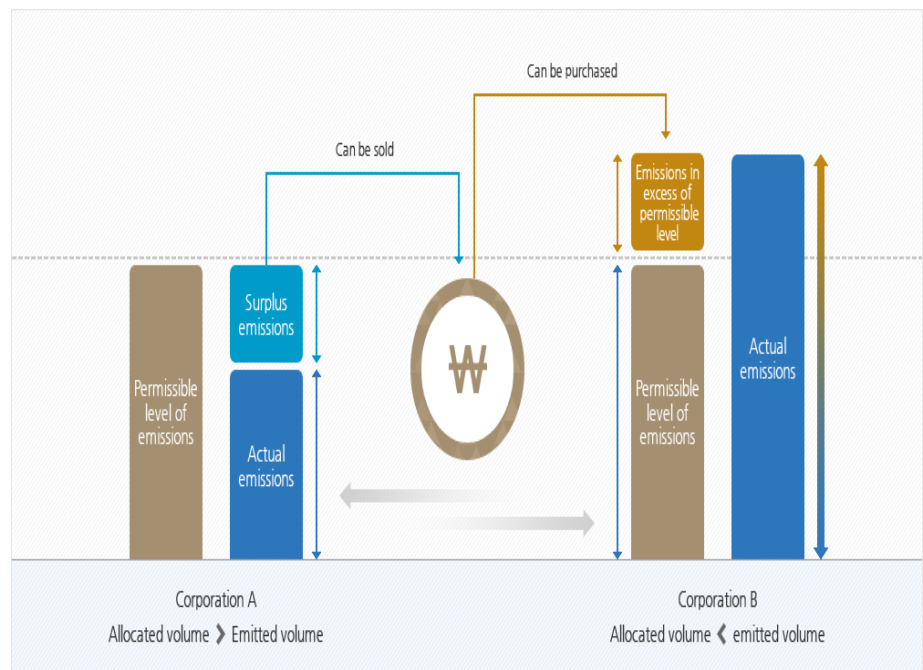 Can be purchased
Can be sold
Emissions in
excess of
permissible
level
Surplus
emissions
Permissible
level of
emissions
Actual
emissions
₩
Permissible
level of
emissions
Actual
emissions
Corporation A
Allocated volume > Emitted volume
Corporation B
Allocated volume < emitted volume